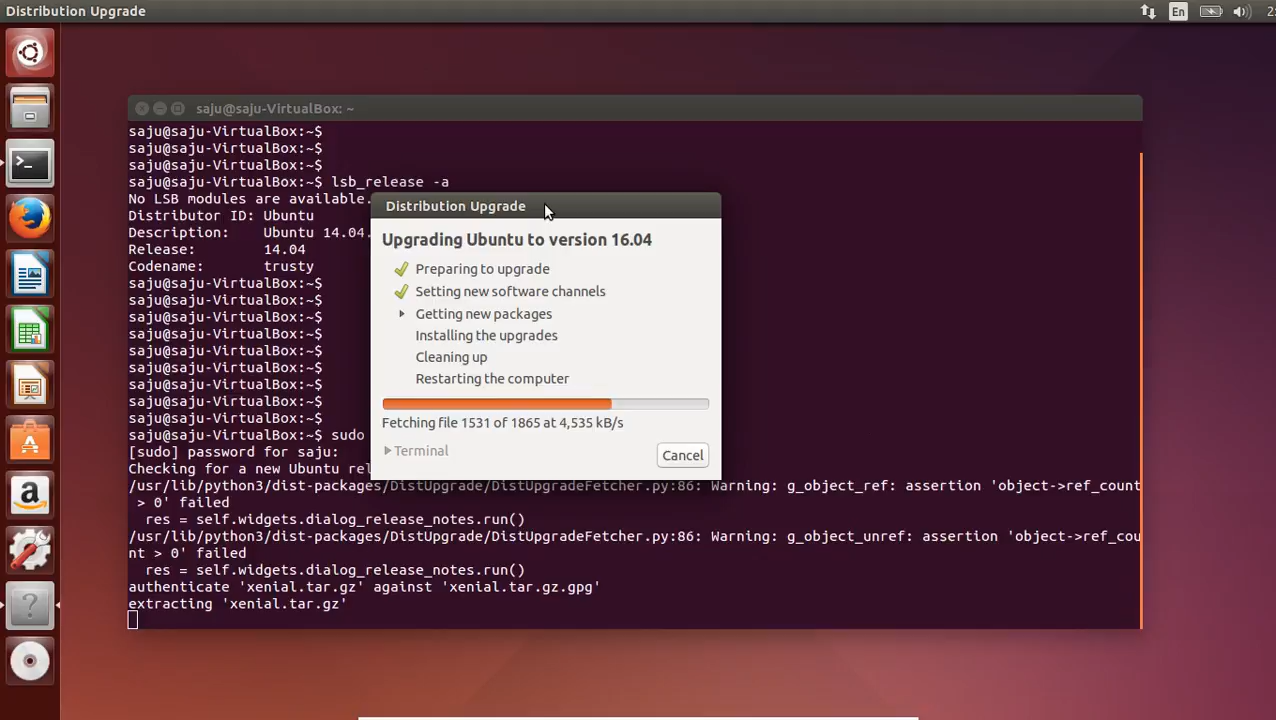 Distribution Upgrade
En
saju@saju-VirtualBox: ~
saju@saju-VirtualBox:~$
saju@saju-VirtualBox:~$
saju@saju-VirtualBox:~$
saju@saju-VirtualBox:~$ lsb_release -a
No LSB modules are available.
Distributor ID: Ubuntu
Description: Ubuntu 14.04.
Release: 14.04
Codename: trusty
saju@saju-VirtualBox:~$
saju@saju-VirtualBox:~$
saju@saju-VirtualBox:~$
saju@saju-VirtualBox:~$
saju@saju-VirtualBox:~$
saju@saju-VirtualBox:~$
saju@saju-VirtualBox:~$
saju@saju-VirtualBox:~$
saju@saju-VirtualBox:~$
saju@saju-VirtualBox:~$ sudo
[sudo] password for saju:
Checking for a new Ubuntu rel
/usr/lib/python3/dist-packages/DistUpgrade/DistUpgradeFetcher.py:86: Warning: g_object_ref: assertion 'object->ref_count
> 0' failed
res = self.widgets.dialog_release_notes.run()
/usr/lib/python3/dist-packages/DistUpgrade/DistUpgradeFetcher.py:86: Warning: g_object_unref: assertion 'object->ref_cou
nt > 0' failed
res = self.widgets.dialog_release_notes.run()
authenticate 'xenial.tar.gz' against 'xenial.tar.gz.gpg'
extracting 'xenial.tar.gz'
Distribution Upgrade
Upgrading Ubuntu to version 16.04
Preparing to upgrade
Setting new software channels
Getting new packages
Installing the upgrades
Cleaning up
Restarting the computer
Fetching file 1531 of 1865 at 4,535 kB/s
Terminal
Cancel